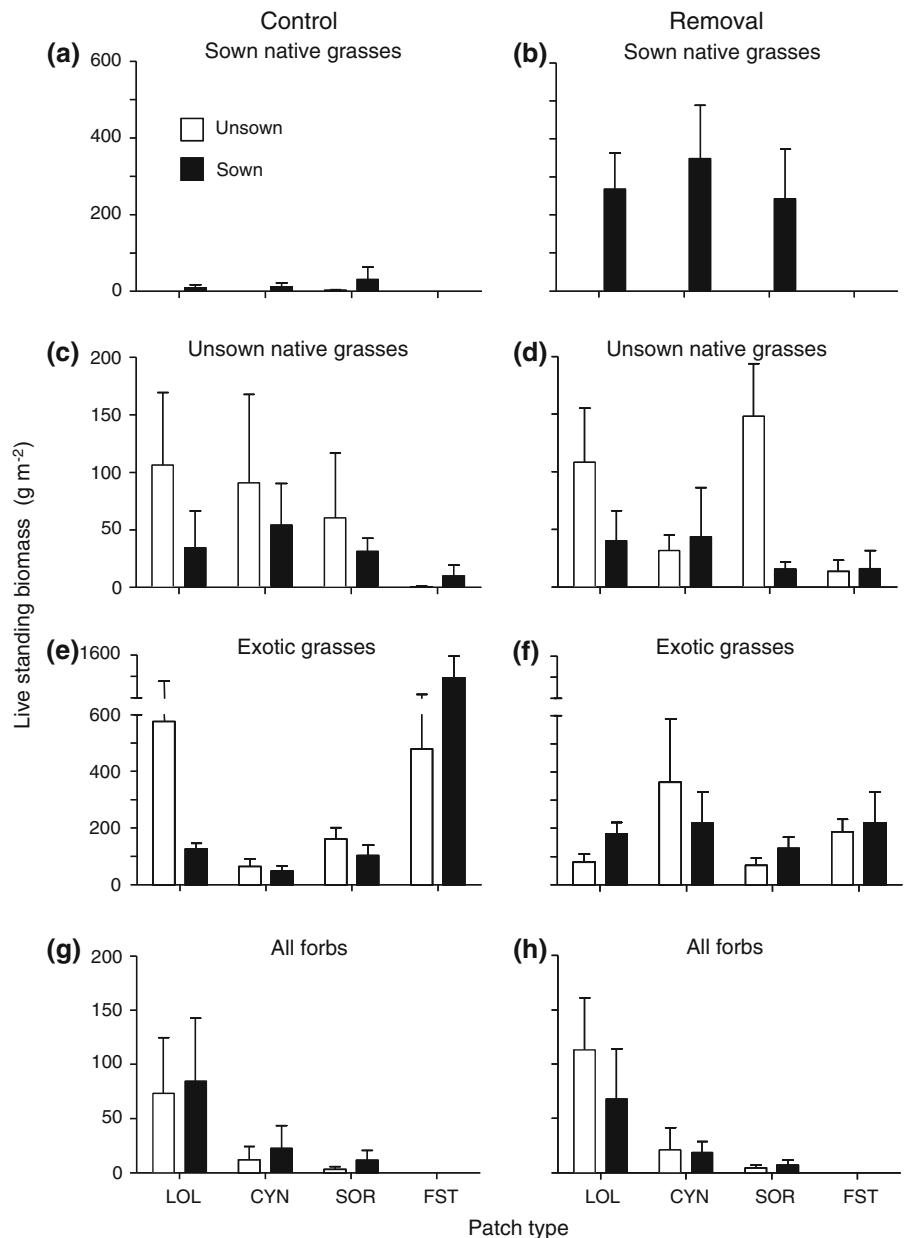 Control
Removal
(a)
Sown native grasses
(b)
Sown native grasses
600
400
200
0
Unsown
Sown
(c)
Unsown native grasses
(d)
Unsown native grasses
200
150
100
50
0
Live standing biomass (g m-2)
(e)
Exotic grasses
(f)
Exotic grasses
1600
600
400
200
0
(g)
All forbs
(h)
All forbs
200
150
100
50
0
LOL CYN SOR FST
LOL CYN SOR FST
Patch type